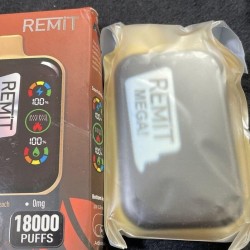 REMIT
REMIT
100%
100%
0mg
18000
PUFFS
REMIT
MEGA!